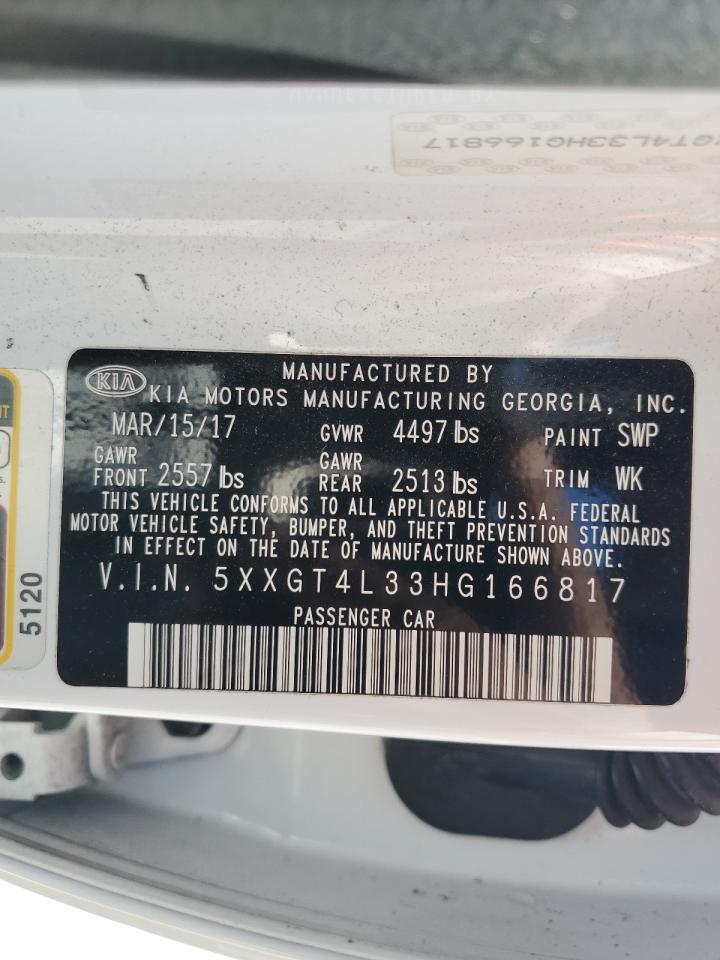 GT4L33HG166817
KIA
MANUFACTURED BY
KIA MOTORS MANUFACTURING GEORGIA, INC.
MAR/15/17 GVWR 4497 lbs PAINT SWP
GAWR FRONT 2557 lbs GAWR REAR 2513 lbs TRIM WK
THIS VEHICLE CONFORMS TO ALL APPLICABLE U.S.A. FEDERAL
MOTOR VEHICLE SAFETY, BUMPER, AND THEFT PREVENTION STANDARDS
IN EFFECT ON THE DATE OF MANUFACTURE SHOWN ABOVE.
V.I.N. 5XXGT4L33HG166817
PASSENGER CAR
5120